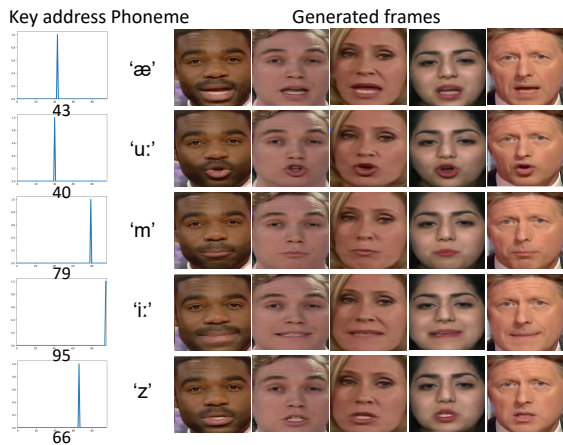 Key address Phoneme Generated frames
'æ'
43
'u:'
40
'm'
79
'i:'
95
'z'
66